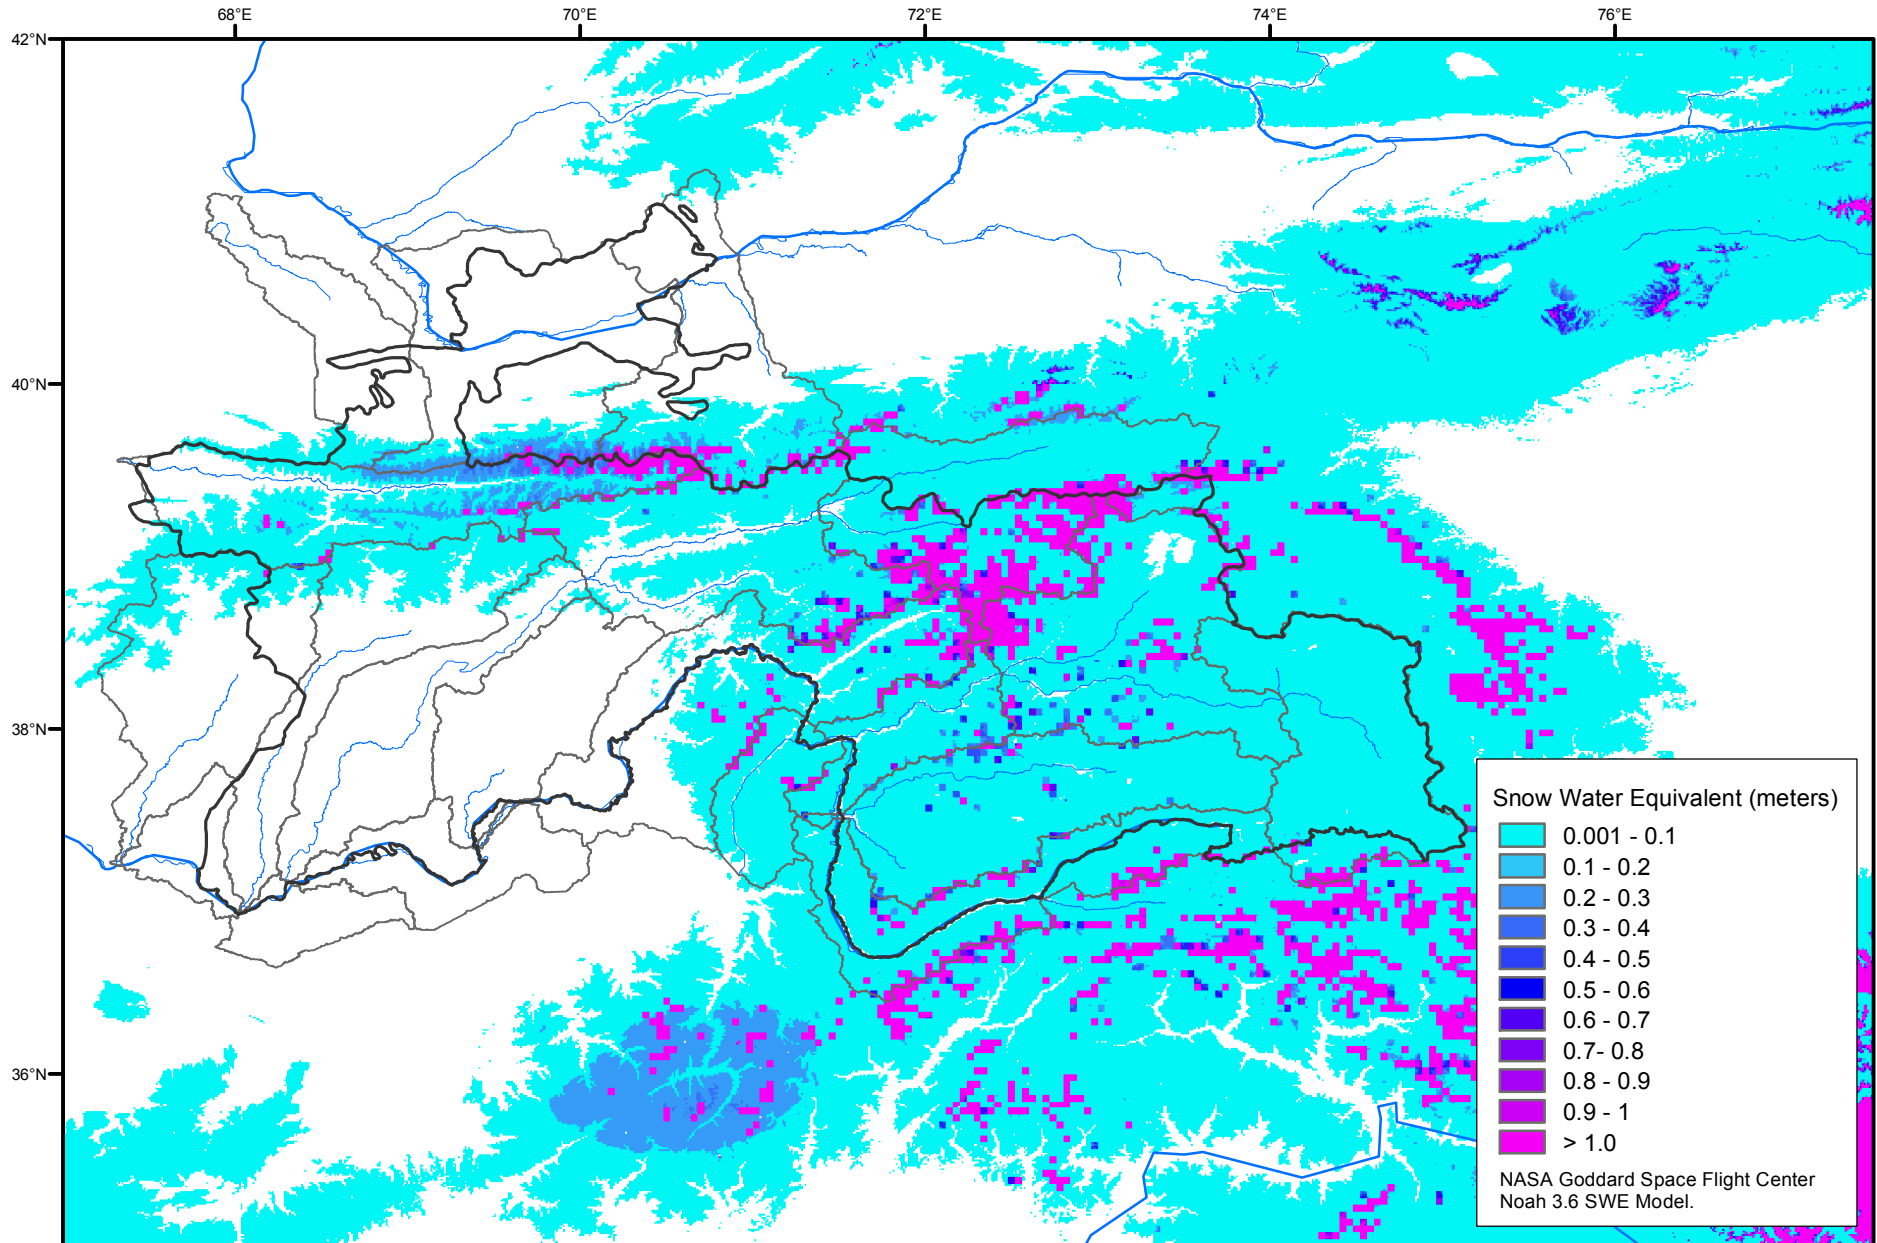 68°E 70°E 72°E 74°E 76°E
42°N
40°N
38°N
36°N
Snow Water Equivalent (meters)
0.001 - 0.1
0.1 - 0.2
0.2 - 0.3
0.3 - 0.4
0.4 - 0.5
0.5 - 0.6
0.6 - 0.7
0.7- 0.8
0.8 - 0.9
0.9 - 1
> 1.0
NASA Goddard Space Flight Center
Noah 3.6 SWE Model.